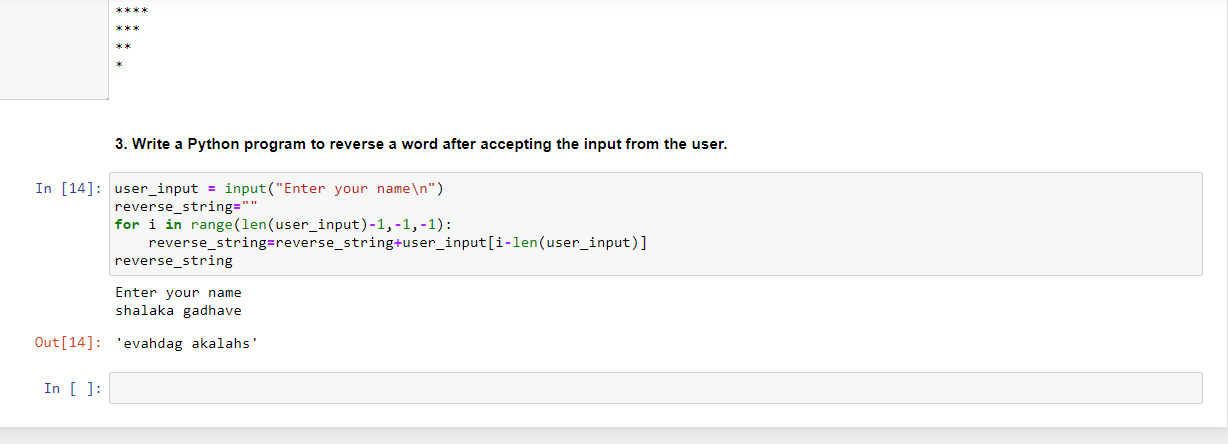 ****
***
**
*
3. Write a Python program to reverse a word after accepting the input from the user.
In [14]: user_input = input("Enter your name\n")
reverse_string=""
for i in range(len(user_input)-1,-1,-1):
    reverse_string=reverse_string+user_input[i-len(user_input)]
reverse_string
Enter your name
shalaka gadhave
Out[14]: 'evahdag akalahs'
In [ ]: